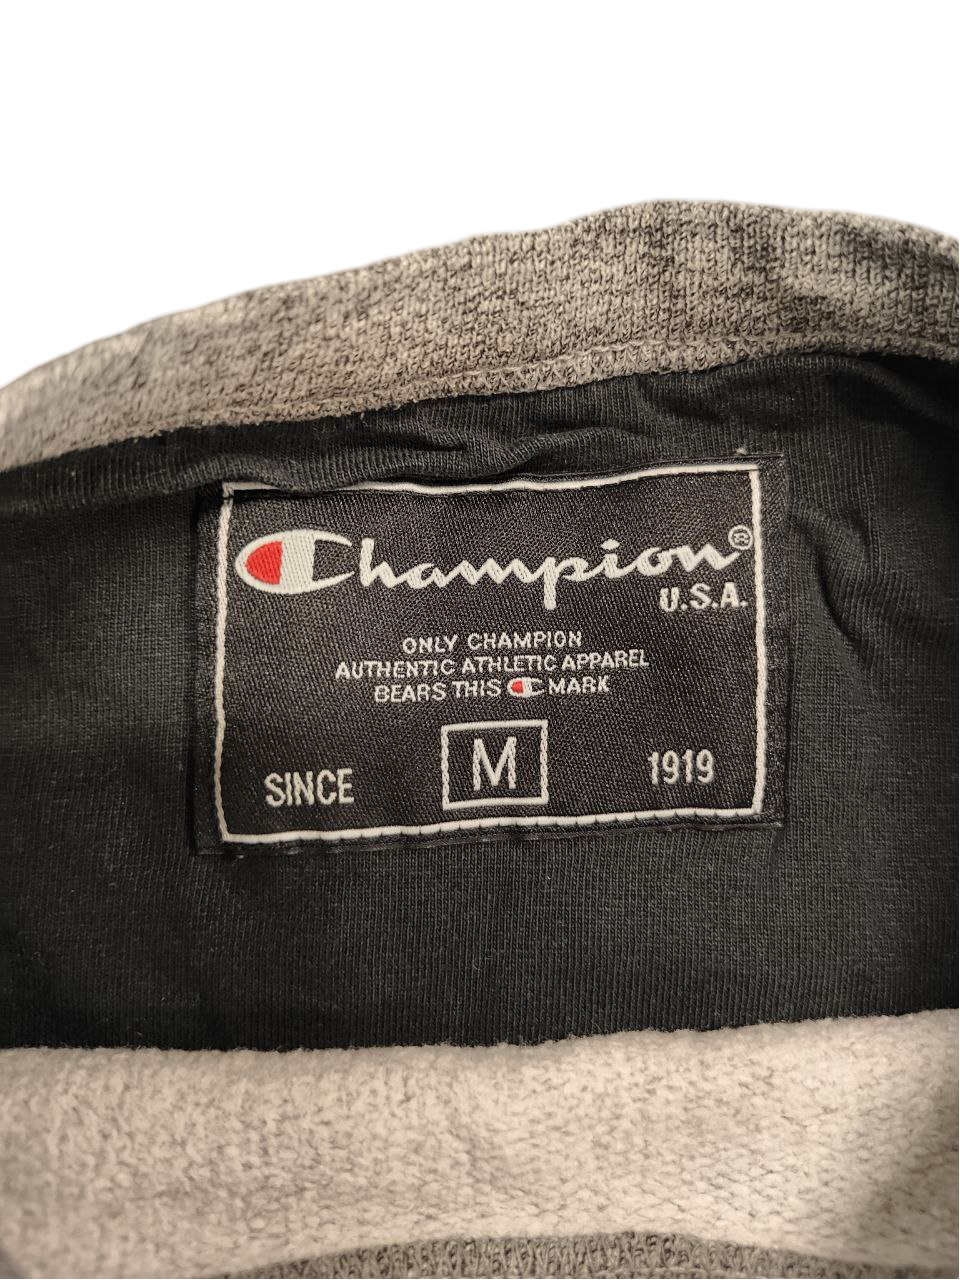 Champion®
U.S.A.
ONLY CHAMPION
AUTHENTIC ATHLETIC APPAREL
BEARS THIS C MARK
SINCE M 1919